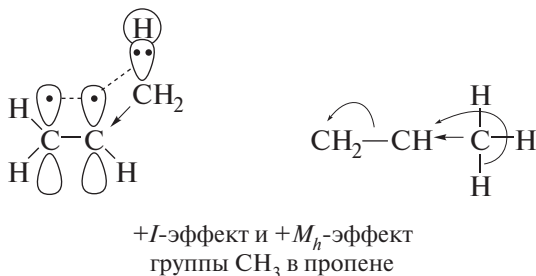 H
H CH₂
C—C
H H
H
CH₂—CH C—H
H
+I-эффект и +Mₕ-эффект
группы CH₃ в пропене